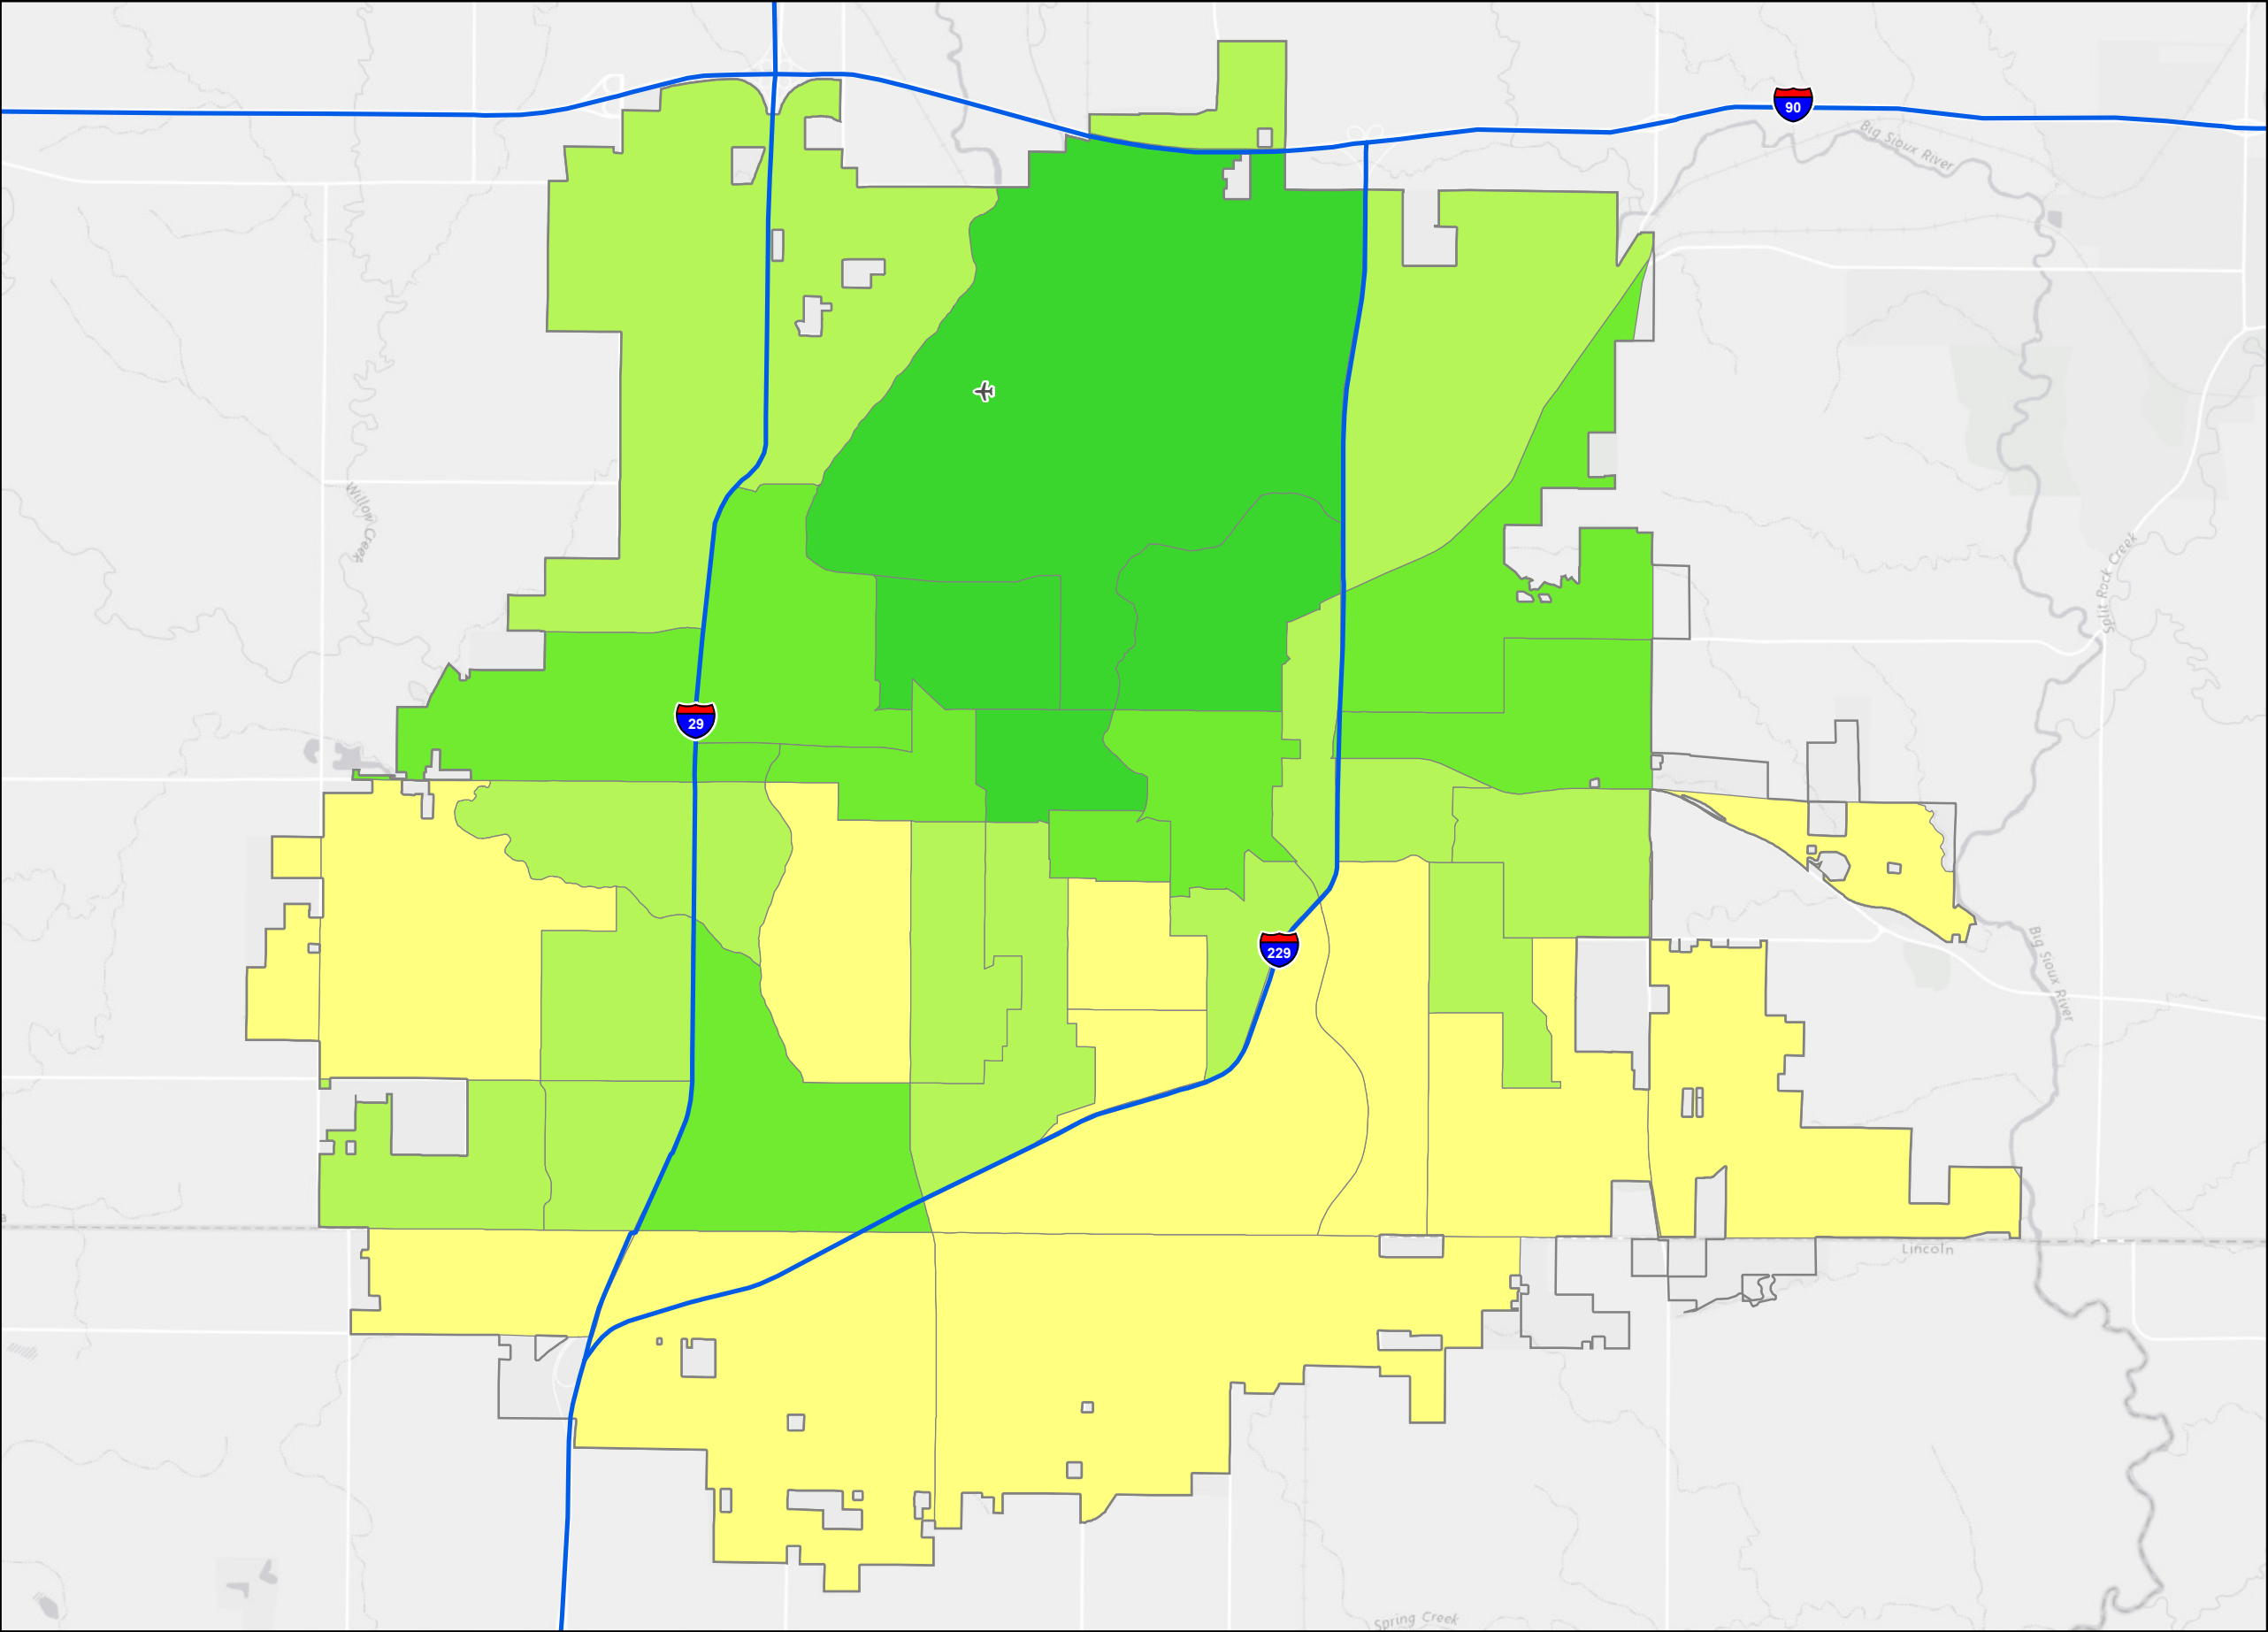 90
Big Sioux River
Willow Creek
Split Rock Creek
29
229
Big Sioux River
Lincoln
Spring Creek